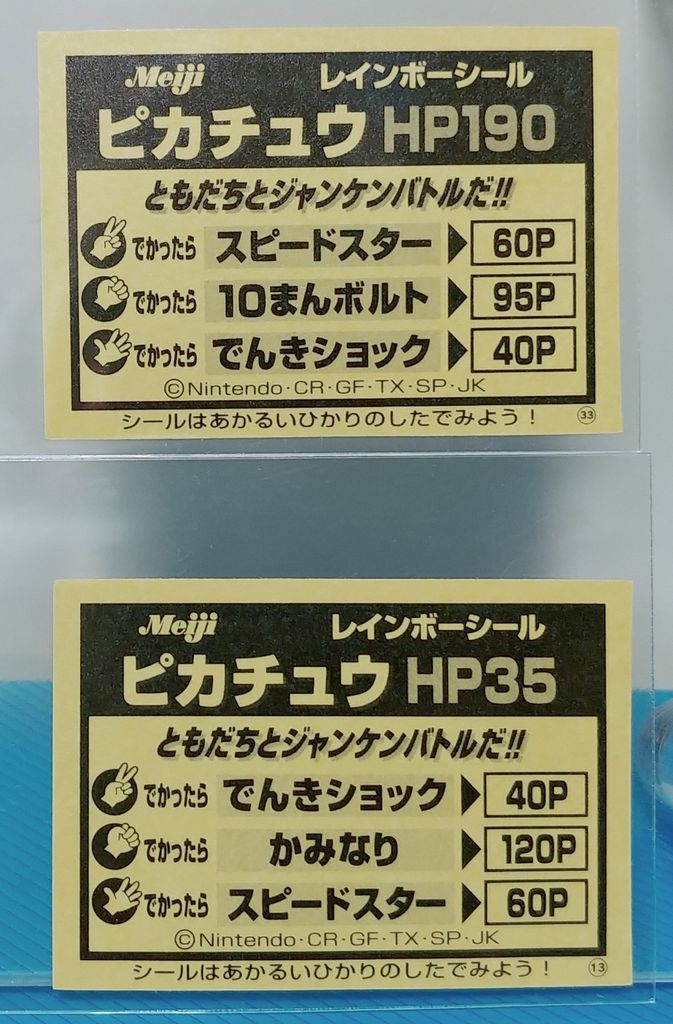 Meiji レインボーシール
ピカチュウ HP190
ともだちとジャンケンバトルだ!!
でかったら スピードスター 60P
でかったら 10まんボルト 95P
でかったら でんきショック 40P
©Nintendo·CR·GF·TX·SP·JK
シールはあかるいひかりのしたでみよう! 33
Meiji レインボーシール
ピカチュウ HP35
ともだちとジャンケンバトルだ!!
でかったら でんきショック 40P
でかったら かみなり 120P
でかったら スピードスター 60P
©Nintendo·CR·GF·TX·SP·JK
シールはあかるいひかりのしたでみよう! 13